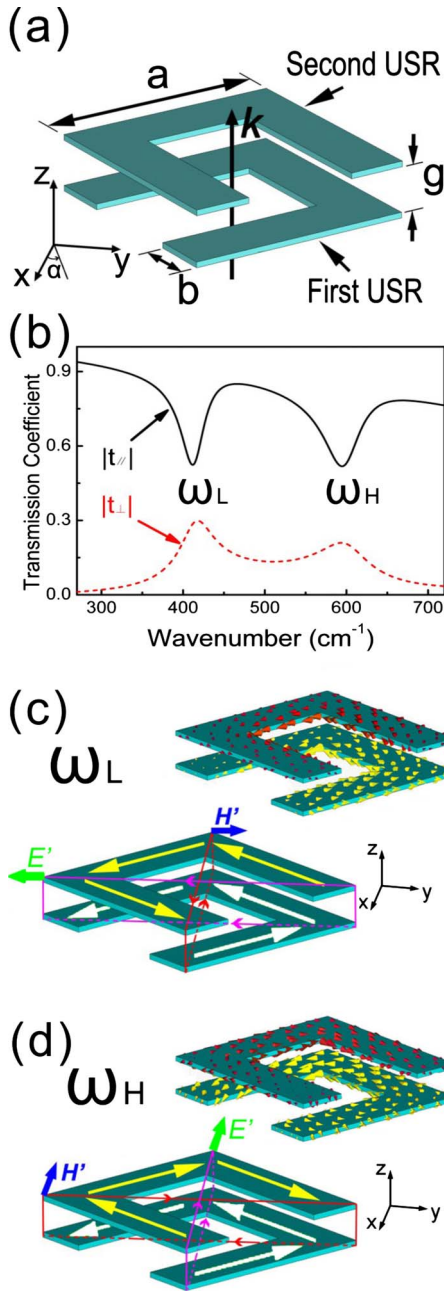 (a)
a
Second USR
k
g
z
y
x
α
b
First USR
(b)
0.9
0.6
0.3
0.0
Transmission Coefficient
|t//|
|t⊥|
ωL
ωH
300
400
500
600
700
Wavenumber (cm⁻¹)
(c)
ωL
H'
E'
z
y
x
(d)
ωH
E'
H'
z
y
x